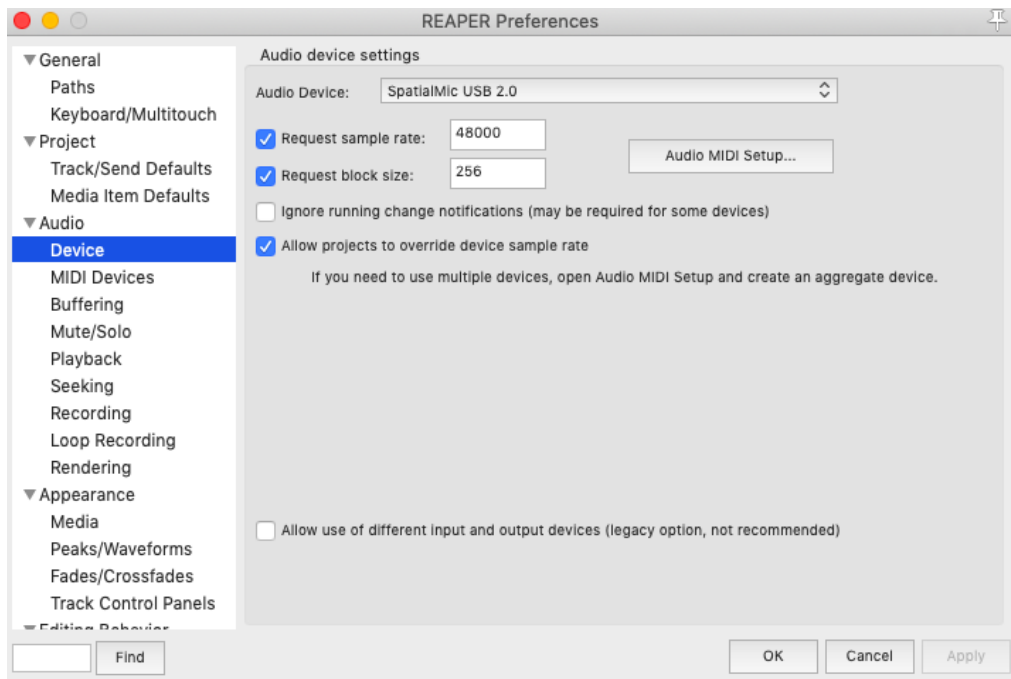 REAPER Preferences
General
Paths
Keyboard/Multitouch
Project
Track/Send Defaults
Media Item Defaults
Audio
Device
MIDI Devices
Buffering
Mute/Solo
Playback
Seeking
Recording
Loop Recording
Rendering
Appearance
Media
Peaks/Waveforms
Fades/Crossfades
Track Control Panels
Editing Behavior
Find
Audio device settings
Audio Device: SpatialMic USB 2.0
Request sample rate: 48000
Request block size: 256
Audio MIDI Setup...
Ignore running change notifications (may be required for some devices)
Allow projects to override device sample rate
If you need to use multiple devices, open Audio MIDI Setup and create an aggregate device.
Allow use of different input and output devices (legacy option, not recommended)
OK Cancel Apply